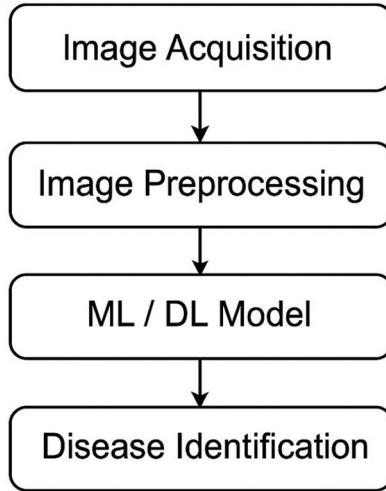 Image Acquisition
Image Preprocessing
ML / DL Model
Disease Identification